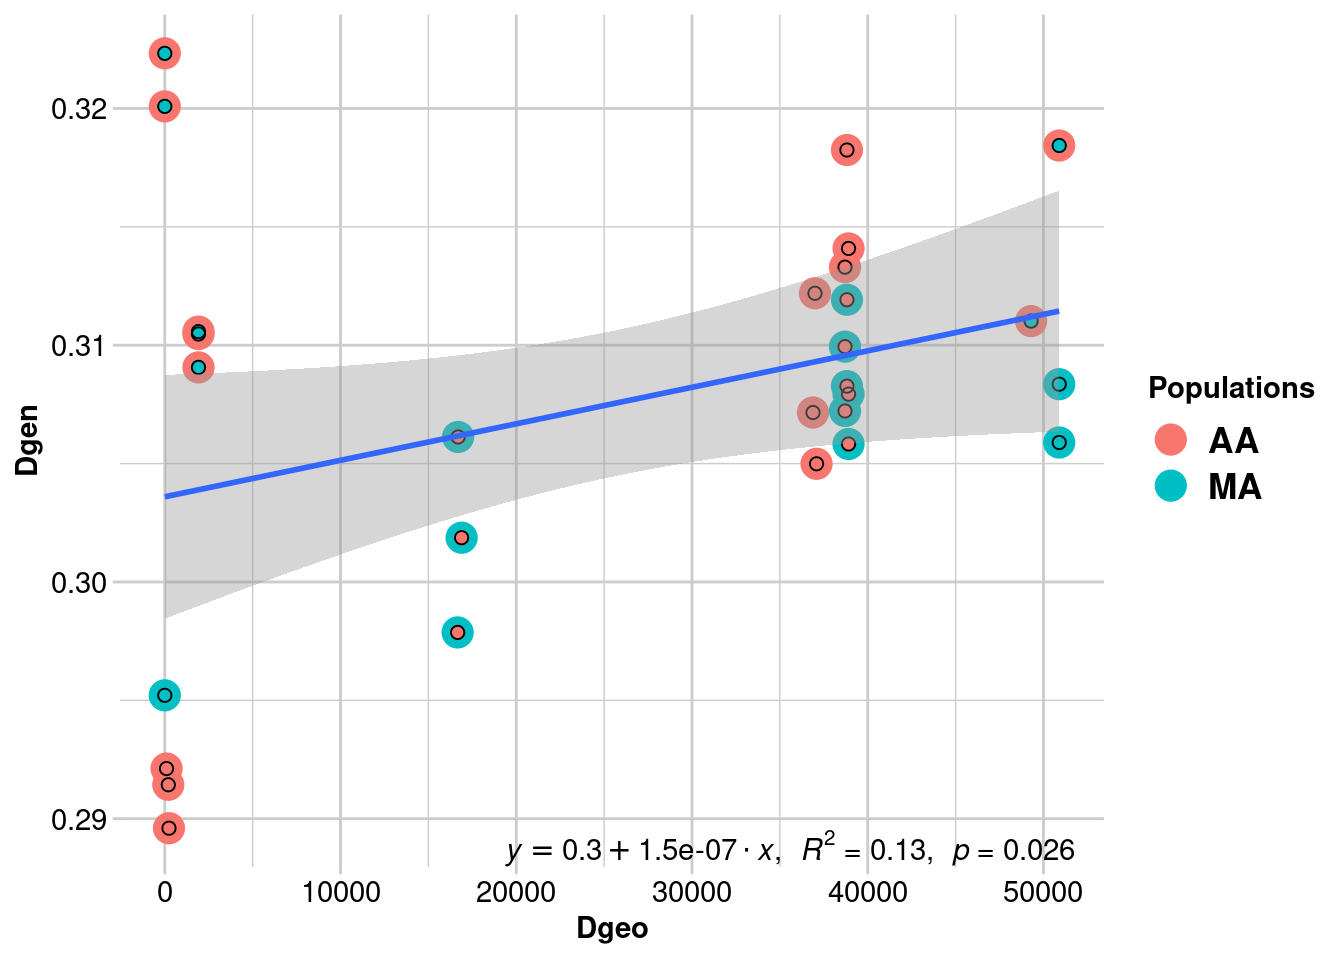 0.32
0.31
0.30
0.29
Dgen
y = 0.3 + 1.5e-07 · x,  R² = 0.13,  p = 0.026
0 10000 20000 30000 40000 50000
Dgeo
Populations
AA
MA